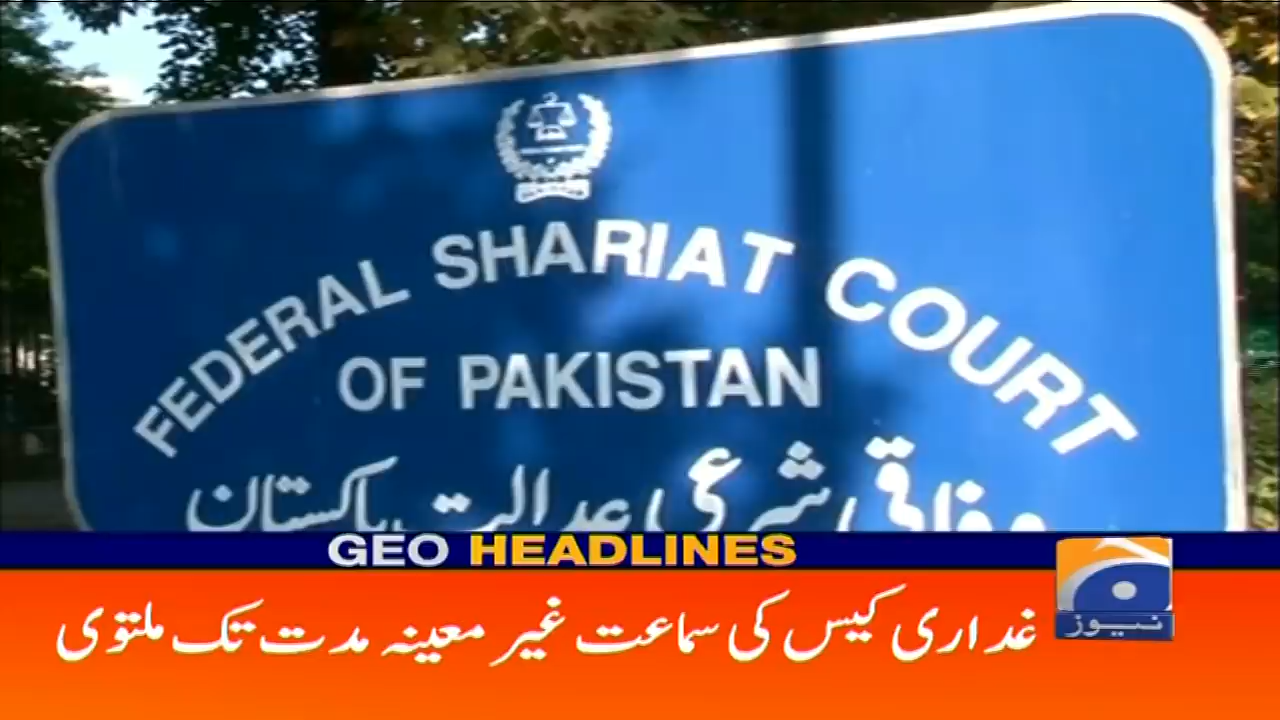 FEDERAL SHARIAT COURT
OF PAKISTAN
وفاقی شرعی عدالت پاکستان
GEO HEADLINES
غداری کیس کی سماعت غیر معینہ مدت تک ملتوی
نیوز